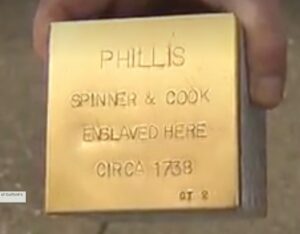 PHILLIS
SPINNER & COOK
ENSLAVED HERE
CIRCA 1738